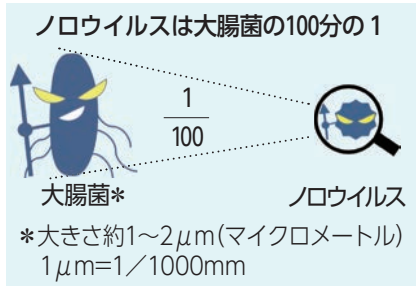 ノロウイルスは大腸菌の100分の1
1
100
大腸菌*
ノロウイルス
*大きさ約1～2μm(マイクロメートル)
1μm=1／1000mm